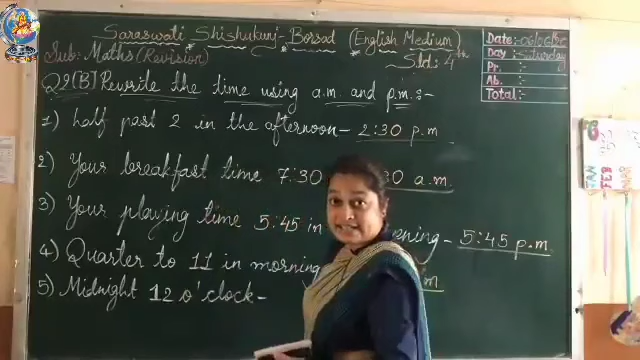 Saraswati Shishukunj - Borsad (English Medium)
Sub: Maths (Revision)
Std: 4th
Date:-
Day:- Saturday
Pr. :-
Ab. :-
Total:-
Q2[B] Rewrite the time using a.m. and p.m.:-
1) half past 2 in the afternoon- 2:30 p.m.
2) Your breakfast time 7:30 30 a.m.
3) Your playing time 5:45 in - 5:45 p.m.
4) Quarter to 11 in morning
5) Midnight 12 o'clock-
JAN
FEB
MAR